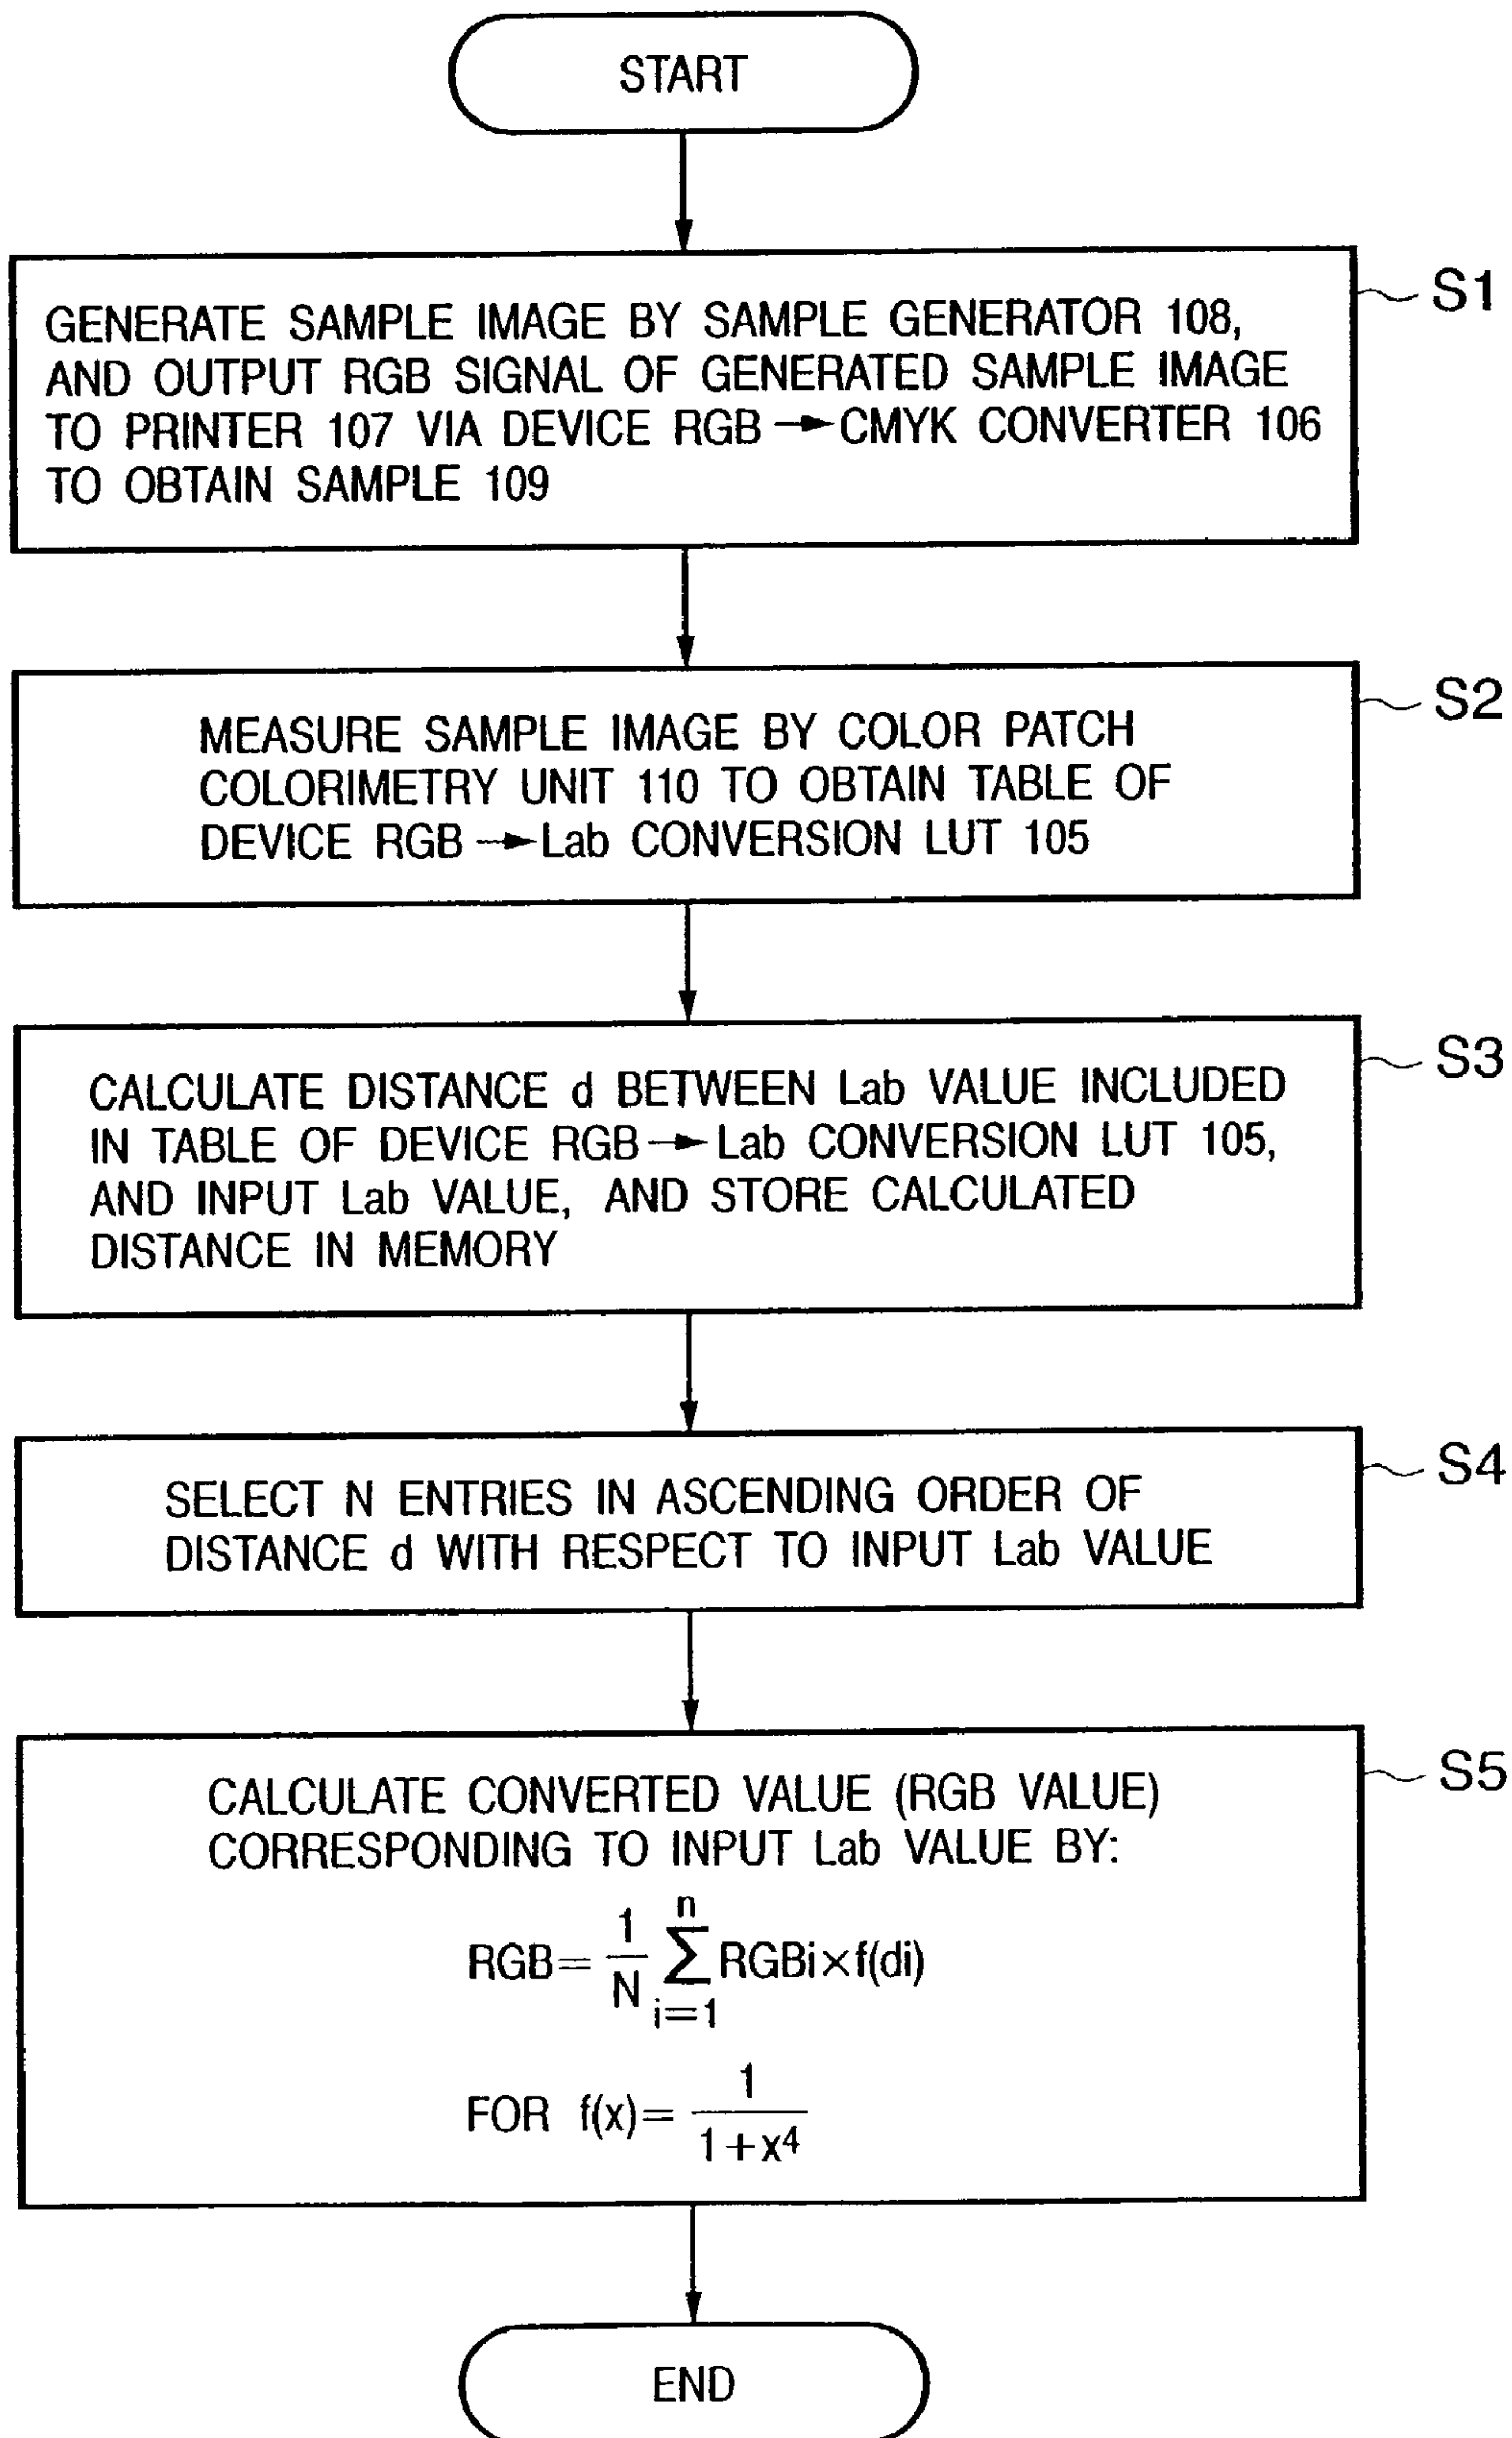 START
S1
GENERATE SAMPLE IMAGE BY SAMPLE GENERATOR 108,
AND OUTPUT RGB SIGNAL OF GENERATED SAMPLE IMAGE
TO PRINTER 107 VIA DEVICE RGB → CMYK CONVERTER 106
TO OBTAIN SAMPLE 109
S2
MEASURE SAMPLE IMAGE BY COLOR PATCH
COLORIMETRY UNIT 110 TO OBTAIN TABLE OF
DEVICE RGB → Lab CONVERSION LUT 105
S3
CALCULATE DISTANCE d BETWEEN Lab VALUE INCLUDED
IN TABLE OF DEVICE RGB → Lab CONVERSION LUT 105,
AND INPUT Lab VALUE, AND STORE CALCULATED
DISTANCE IN MEMORY
S4
SELECT N ENTRIES IN ASCENDING ORDER OF
DISTANCE d WITH RESPECT TO INPUT Lab VALUE
S5
CALCULATE CONVERTED VALUE (RGB VALUE)
CORRESPONDING TO INPUT Lab VALUE BY:
RGB= 1/N n∑i=1 RGBi×f(di)
FOR f(x)= 1/1+x⁴
END